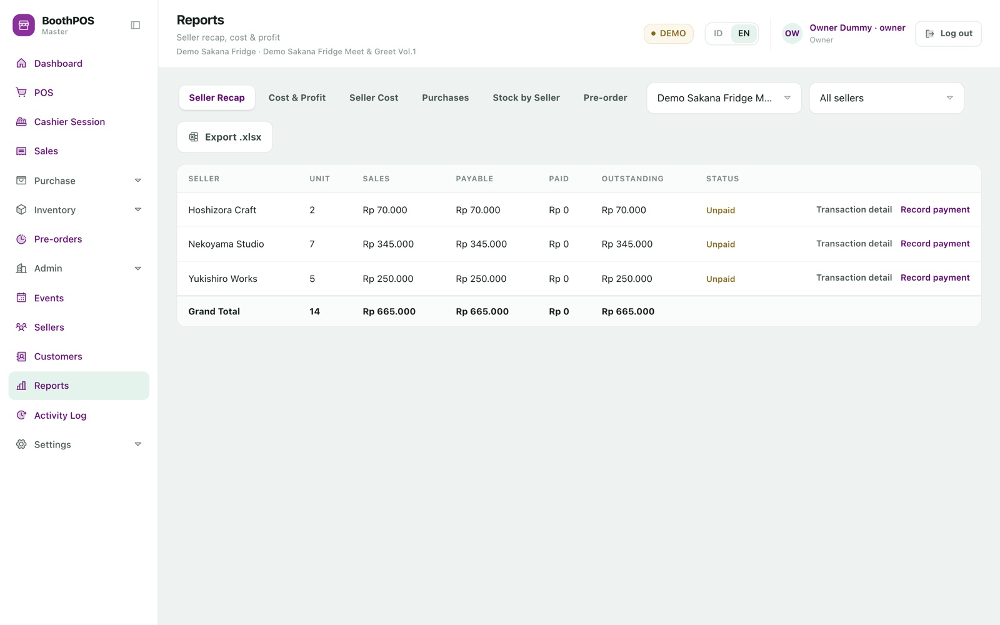 BoothPOS
Master
Dashboard
POS
Cashier Session
Sales
Purchase
Inventory
Pre-orders
Admin
Events
Sellers
Customers
Reports
Activity Log
Settings
Reports
Seller recap, cost & profit
Demo Sakana Fridge · Demo Sakana Fridge Meet & Greet Vol.1
DEMO
ID EN
OW
Owner Dummy · owner
Owner
Log out
Seller Recap Cost & Profit Seller Cost Purchases Stock by Seller Pre-order Demo Sakana Fridge M... All sellers
Export .xlsx
SELLER UNIT SALES PAYABLE PAID OUTSTANDING STATUS
Hoshizora Craft 2 Rp 70.000 Rp 70.000 Rp 0 Rp 70.000 Unpaid Transaction detail Record payment
Nekoyama Studio 7 Rp 345.000 Rp 345.000 Rp 0 Rp 345.000 Unpaid Transaction detail Record payment
Yukishiro Works 5 Rp 250.000 Rp 250.000 Rp 0 Rp 250.000 Unpaid Transaction detail Record payment
Grand Total 14 Rp 665.000 Rp 665.000 Rp 0 Rp 665.000